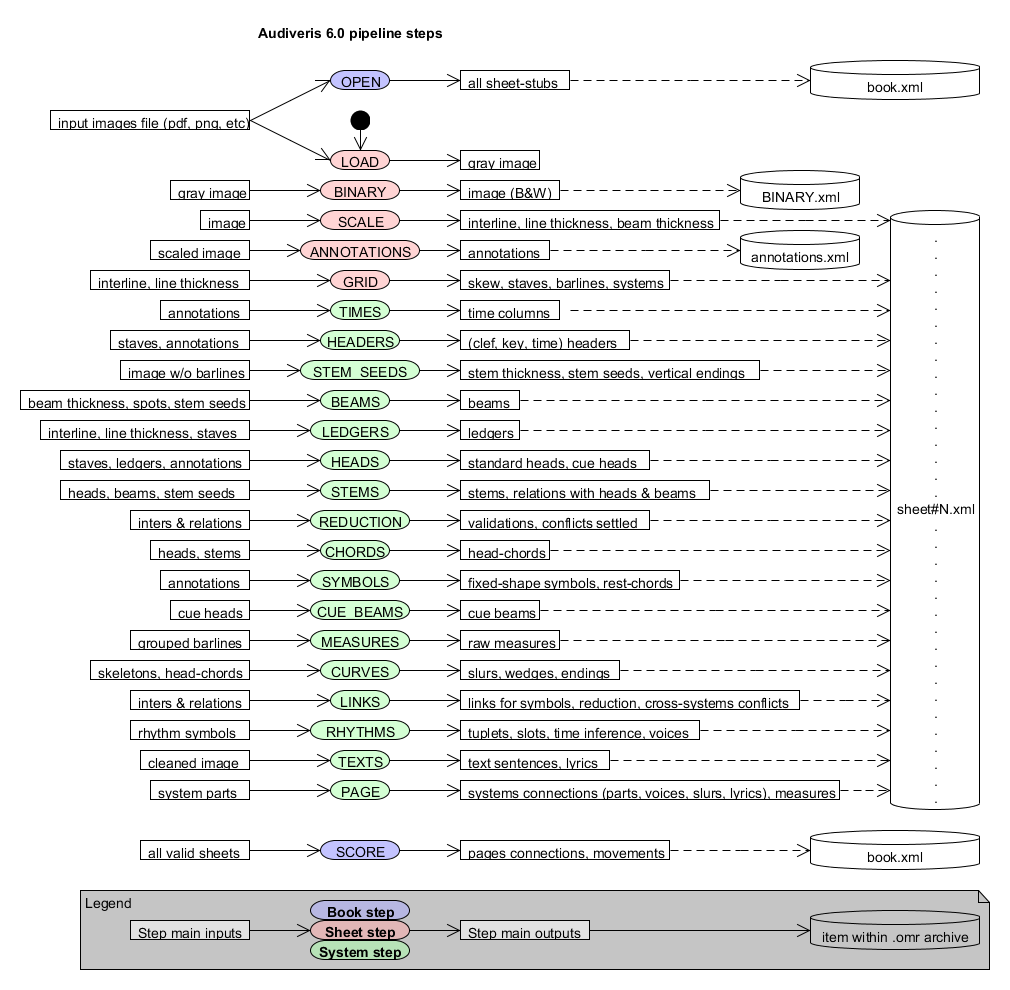 Audiveris 6.0 pipeline steps
OPEN
all sheet-stubs
book.xml
input images file (pdf, png, etc)
LOAD
gray image
gray image
BINARY
image (B&W)
BINARY.xml
image
SCALE
interline, line thickness, beam thickness
scaled image
ANNOTATIONS
annotations
annotations.xml
interline, line thickness
GRID
skew, staves, barlines, systems
annotations
TIMES
time columns
staves, annotations
HEADERS
(clef, key, time) headers
image w/o barlines
STEM_SEEDS
stem thickness, stem seeds, vertical endings
beam thickness, spots, stem seeds
BEAMS
beams
interline, line thickness, staves
LEDGERS
ledgers
staves, ledgers, annotations
HEADS
standard heads, cue heads
heads, beams, stem seeds
STEMS
stems, relations with heads & beams
sheet#N.xml
inters & relations
REDUCTION
validations, conflicts settled
heads, stems
CHORDS
head-chords
annotations
SYMBOLS
fixed-shape symbols, rest-chords
cue heads
CUE_BEAMS
cue beams
grouped barlines
MEASURES
raw measures
skeletons, head-chords
CURVES
slurs, wedges, endings
inters & relations
LINKS
links for symbols, reduction, cross-systems conflicts
rhythm symbols
RHYTHMS
tuplets, slots, time inference, voices
cleaned image
TEXTS
text sentences, lyrics
system parts
PAGE
systems connections (parts, voices, slurs, lyrics), measures
all valid sheets
SCORE
pages connections, movements
book.xml
Legend
Book step
Step main inputs
Sheet step
Step main outputs
item within .omr archive
System step